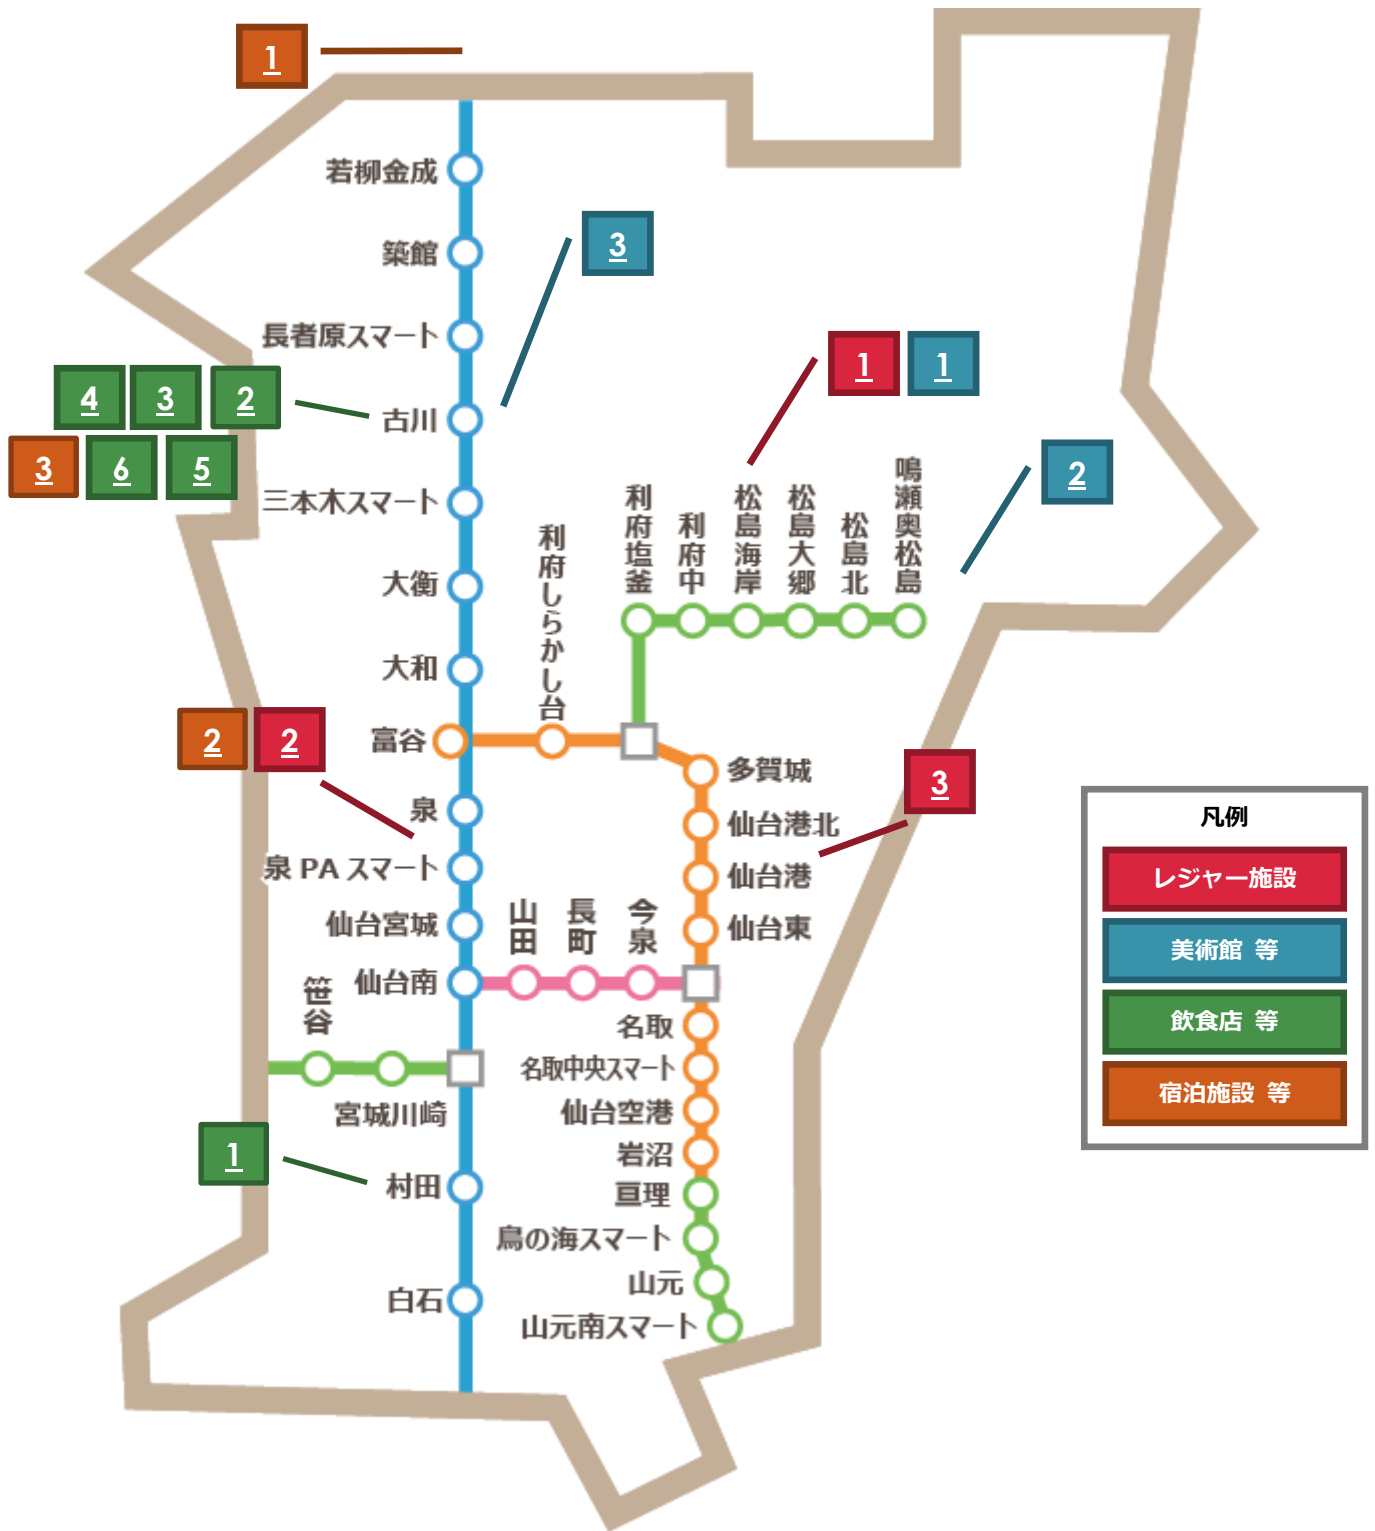 1
若柳金成
築館
3
長者原スマート
1 1
4 3 2
古川
2
3 6 5
三本木スマート
利府塩釜
利府中
松島海岸
松島大郷
松島北
鳴瀬奥松島
利府しらかし台
大衡
大和
2 2
富谷
多賀城
3
泉
仙台港北
泉 PA スマート
仙台港
仙台宮城
山田
長町
今泉
仙台東
仙台南
笹谷
名取
名取中央スマート
宮城川崎
仙台空港
1
岩沼
村田
亘理
鳥の海スマート
白石
山元
山元南スマート
凡例
レジャー施設
美術館 等
飲食店 等
宿泊施設 等